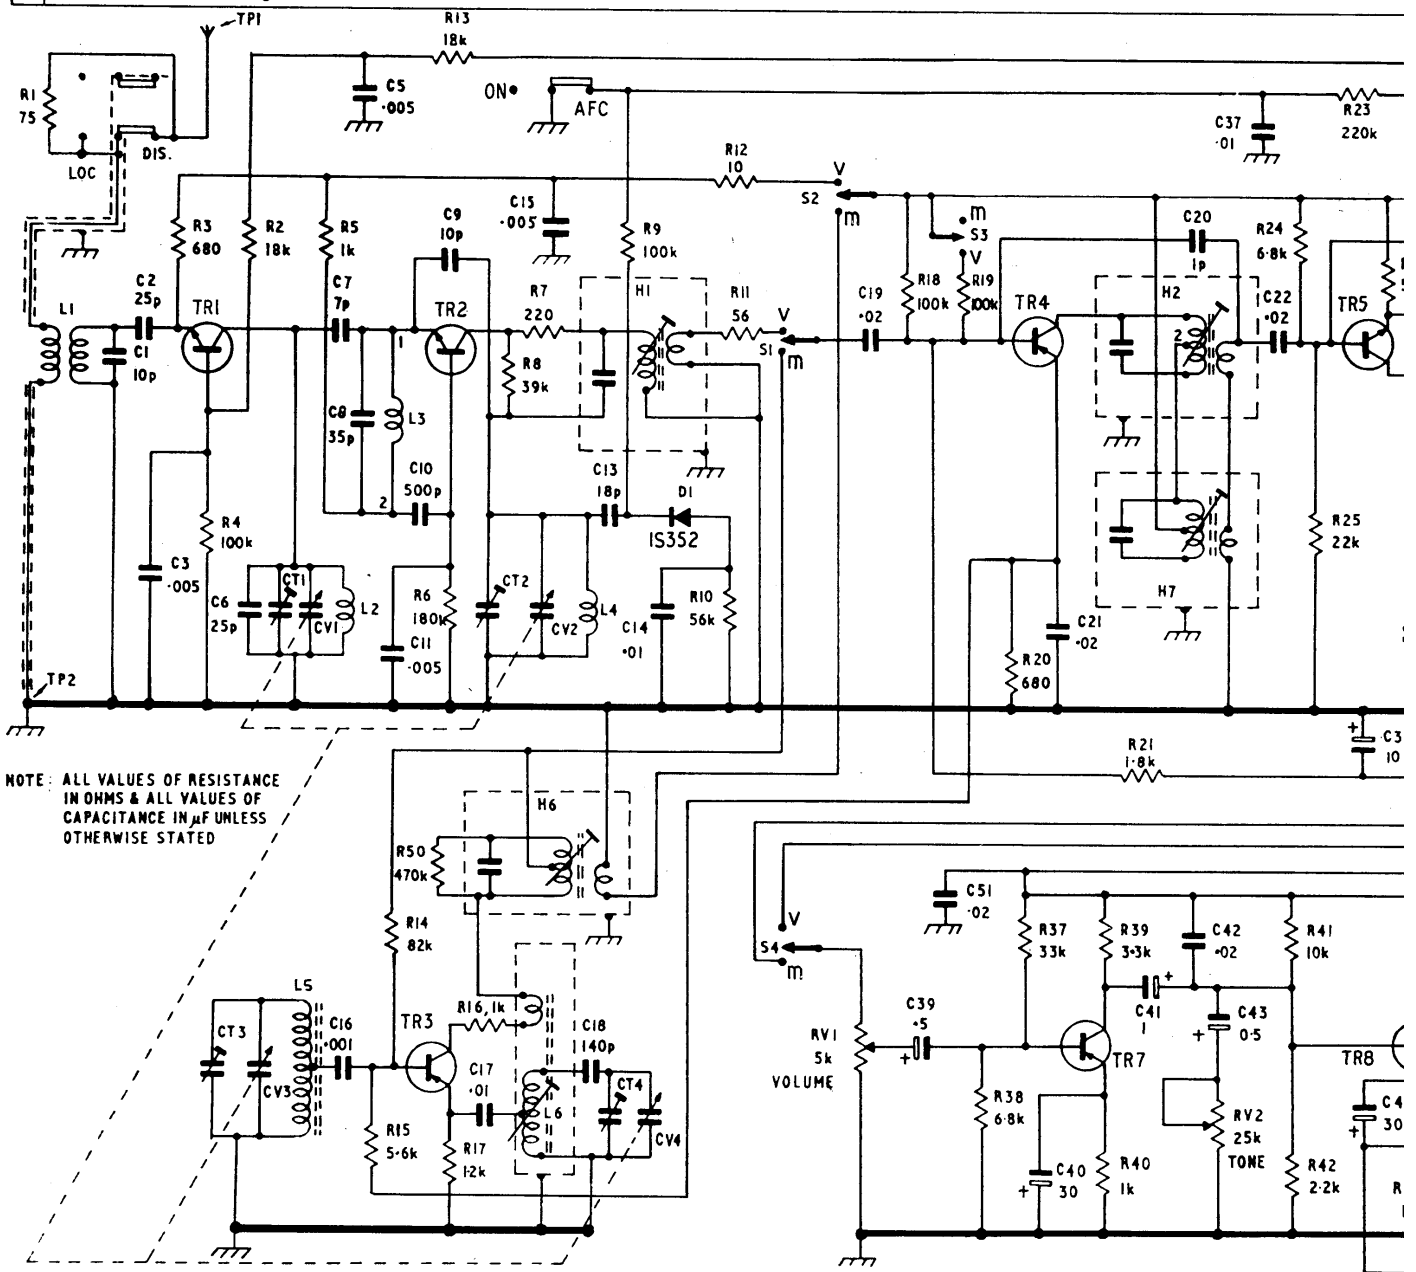 TP1
R13
18k
R1
75
LOC
DIS.
C5
.005
ON
AFC
C37
.01
R23
220k
R12
10
V
S2
m
R3
680
R2
18k
R5
1k
C9
10p
C15
.005
R9
100k
m
S3
V
C20
1p
R24
6.8k
L1
C2
25p
C1
10p
TR1
C7
7p
1
TR2
R7
220
R8
39k
H1
R11
56
V
S1
m
C19
.02
R18
100k
R19
100k
TR4
H2
2
C22
.02
TR5
C8
35p
L3
2
C10
500p
C13
18p
D1
IS352
R4
100k
C3
.005
C6
25p
CT1
CV1
L2
R6
180k
C11
.005
CT2
CV2
L4
C14
.01
R10
56k
R20
680
C21
.02
H7
R25
22k
TP2
R21
1.8k
+
10
NOTE: ALL VALUES OF RESISTANCE
IN OHMS & ALL VALUES OF
CAPACITANCE IN µF UNLESS
OTHERWISE STATED
H6
R50
470k
R14
82k
L5
CT3
CV3
C16
.001
TR3
R16, 1k
C17
.01
C18
140p
L6
CT4
CV4
R15
5.6k
R17
1.2k
C51
.02
V
S4
m
R37
33k
R39
3.3k
C42
.02
R41
10k
RV1
5k
VOLUME
C39
.5
+
TR7
C41
1
+
C43
0.5
+
TR8
R38
6.8k
C40
30
+
R40
1k
RV2
25k
TONE
R42
2.2k
30
+